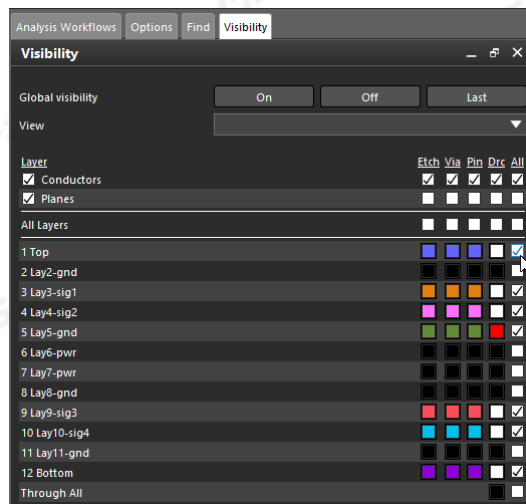 Analysis Workflows Options Find Visibility
Visibility
Global visibility On Off Last
View
Layer Etch Via Pin Drc All
Conductors
Planes
All Layers
1 Top
2 Lay2-gnd
3 Lay3-sig1
4 Lay4-sig2
5 Lay5-gnd
6 Lay6-pwr
7 Lay7-pwr
8 Lay8-gnd
9 Lay9-sig3
10 Lay10-sig4
11 Lay11-gnd
12 Bottom
Through All